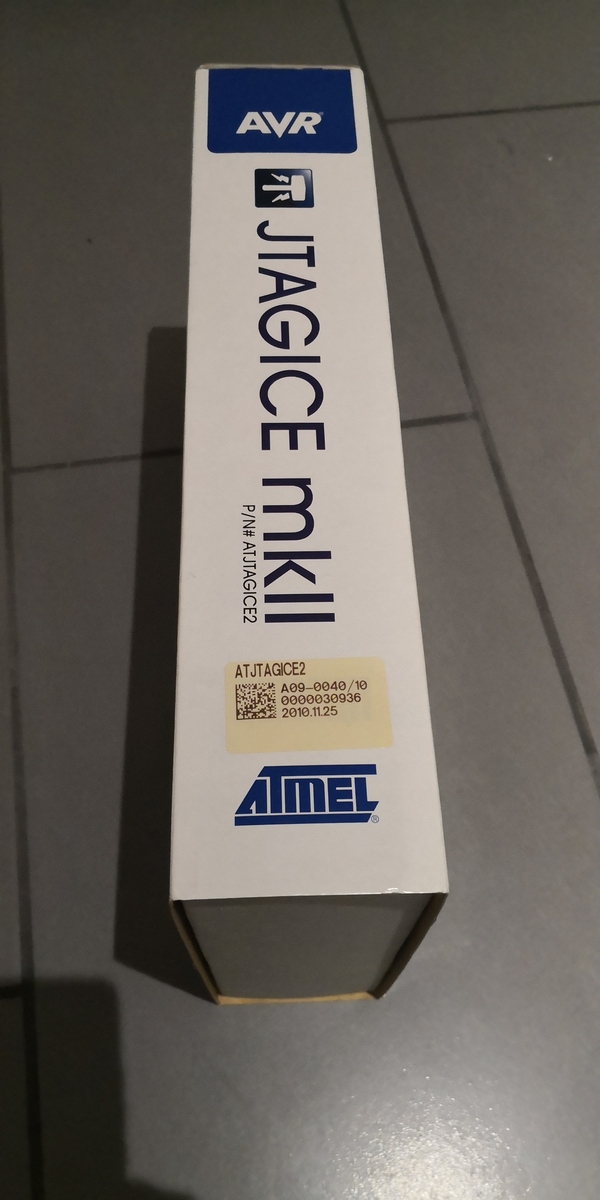 AVR®
JTAGICE mkII
P/N# ATJTAGICE2
ATJTAGICE2
A09-0040/10
0000030936
2010.11.25
ATMEL®